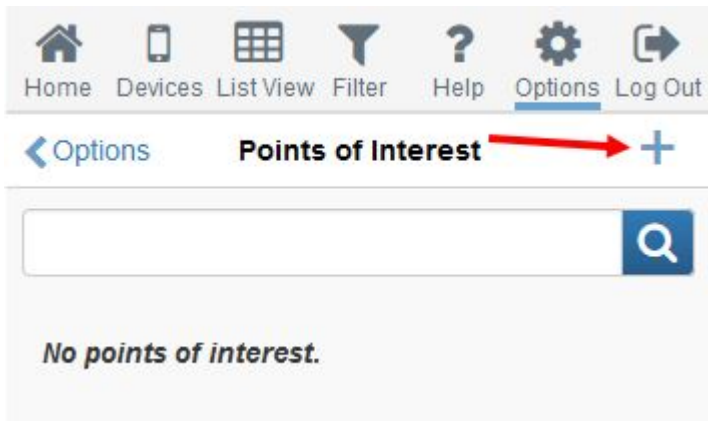 Home Devices List View Filter Help Options Log Out
Options Points of Interest
No points of interest.